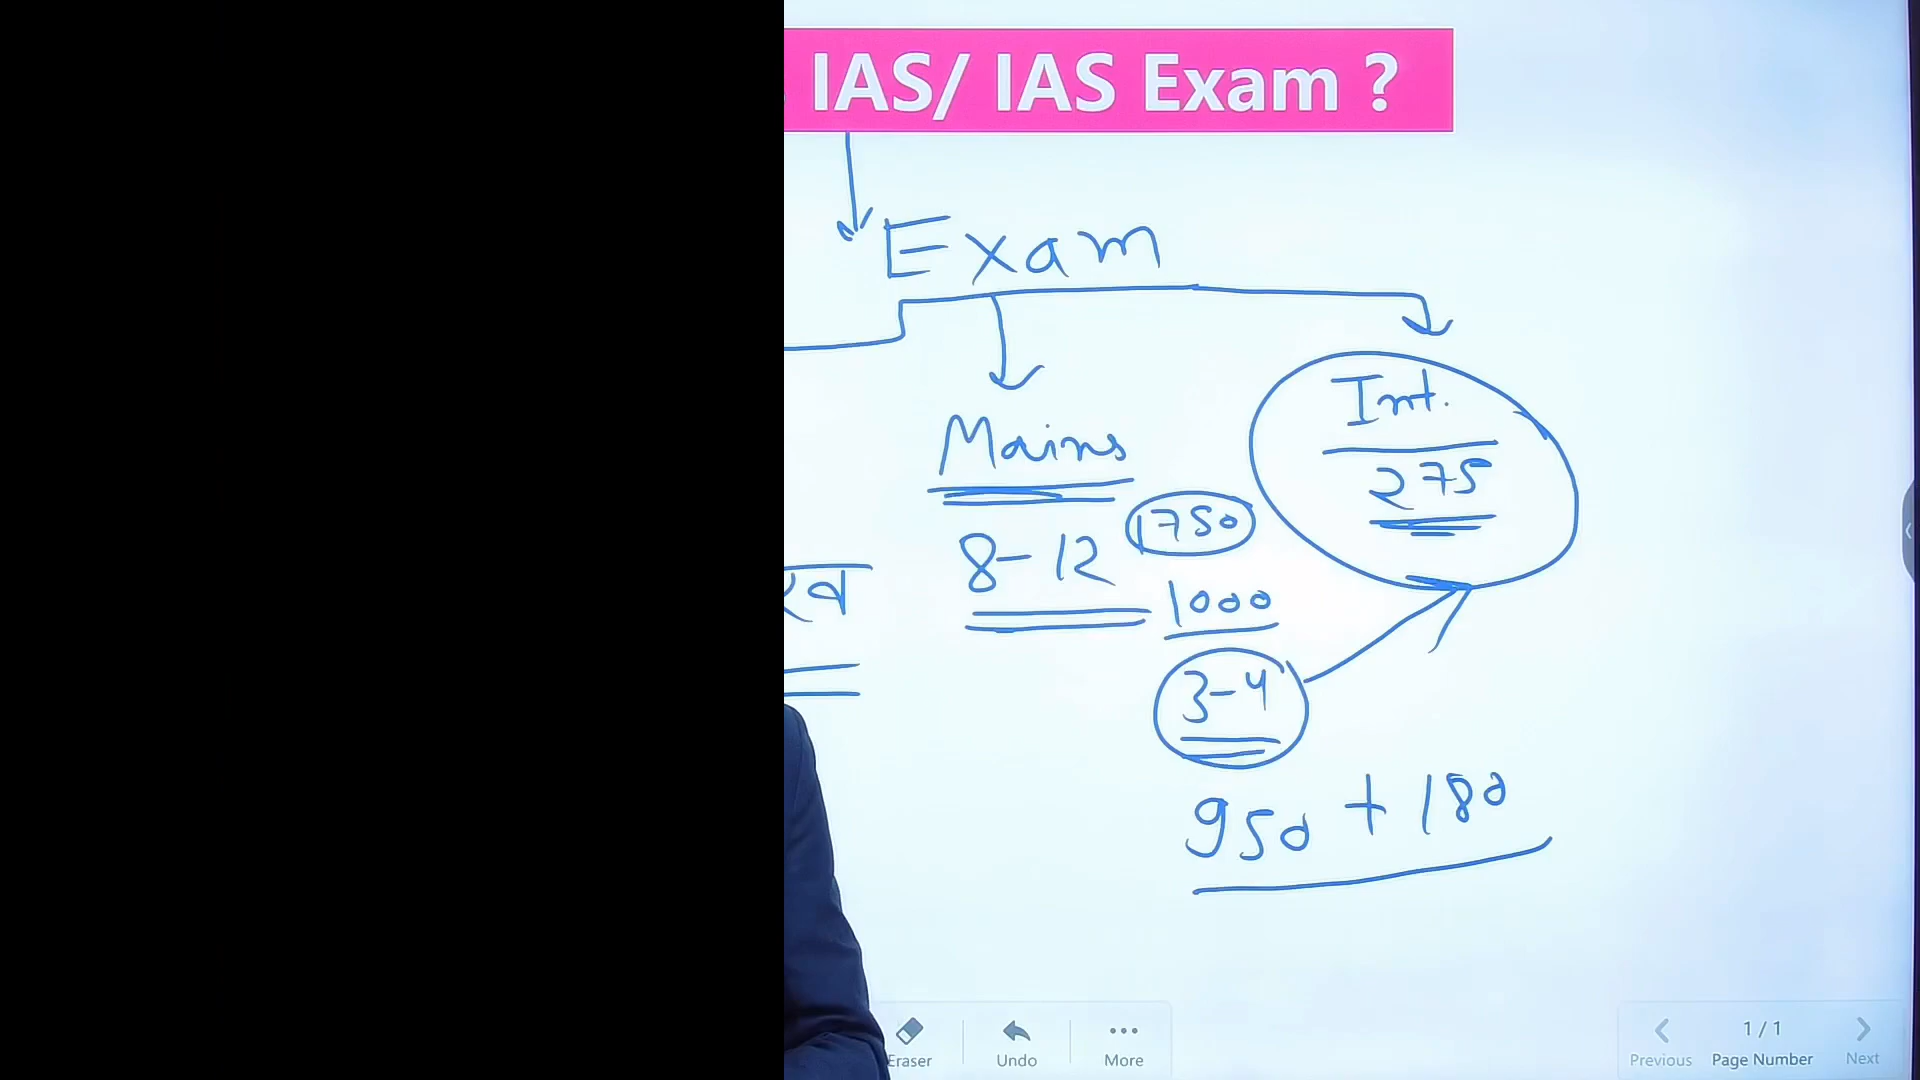 IAS/ IAS Exam ?
Exam
Mains
Int.
275
8-12
1750
1000
3-4
950 + 180
Eraser
Undo
More
Previous
1 / 1
Page Number
Next